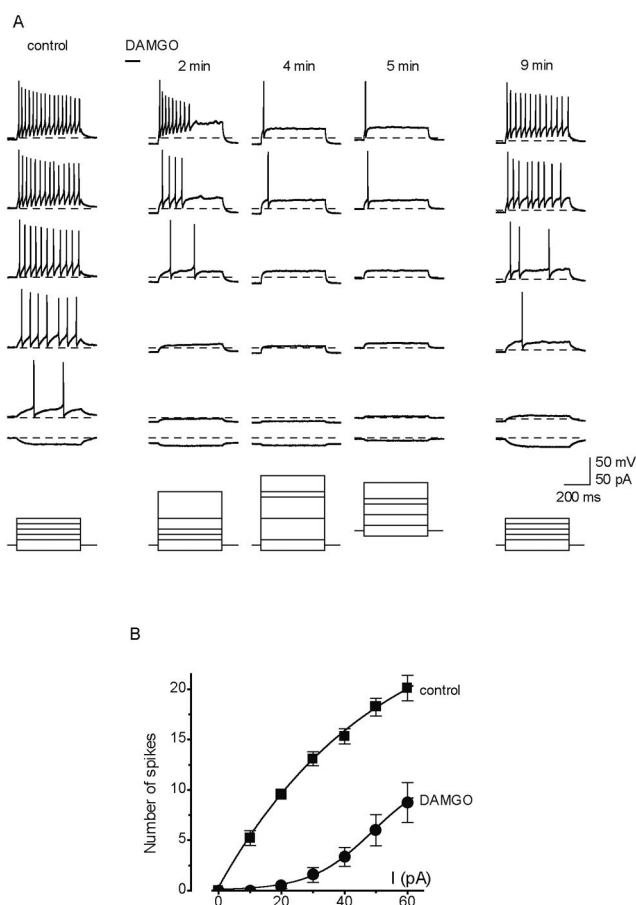 A
control
DAMGO
2 min
4 min
5 min
9 min
50 mV
50 pA
200 ms
B
Number of spikes
20
15
10
5
0
control
DAMGO
I (pA)
0
20
40
60